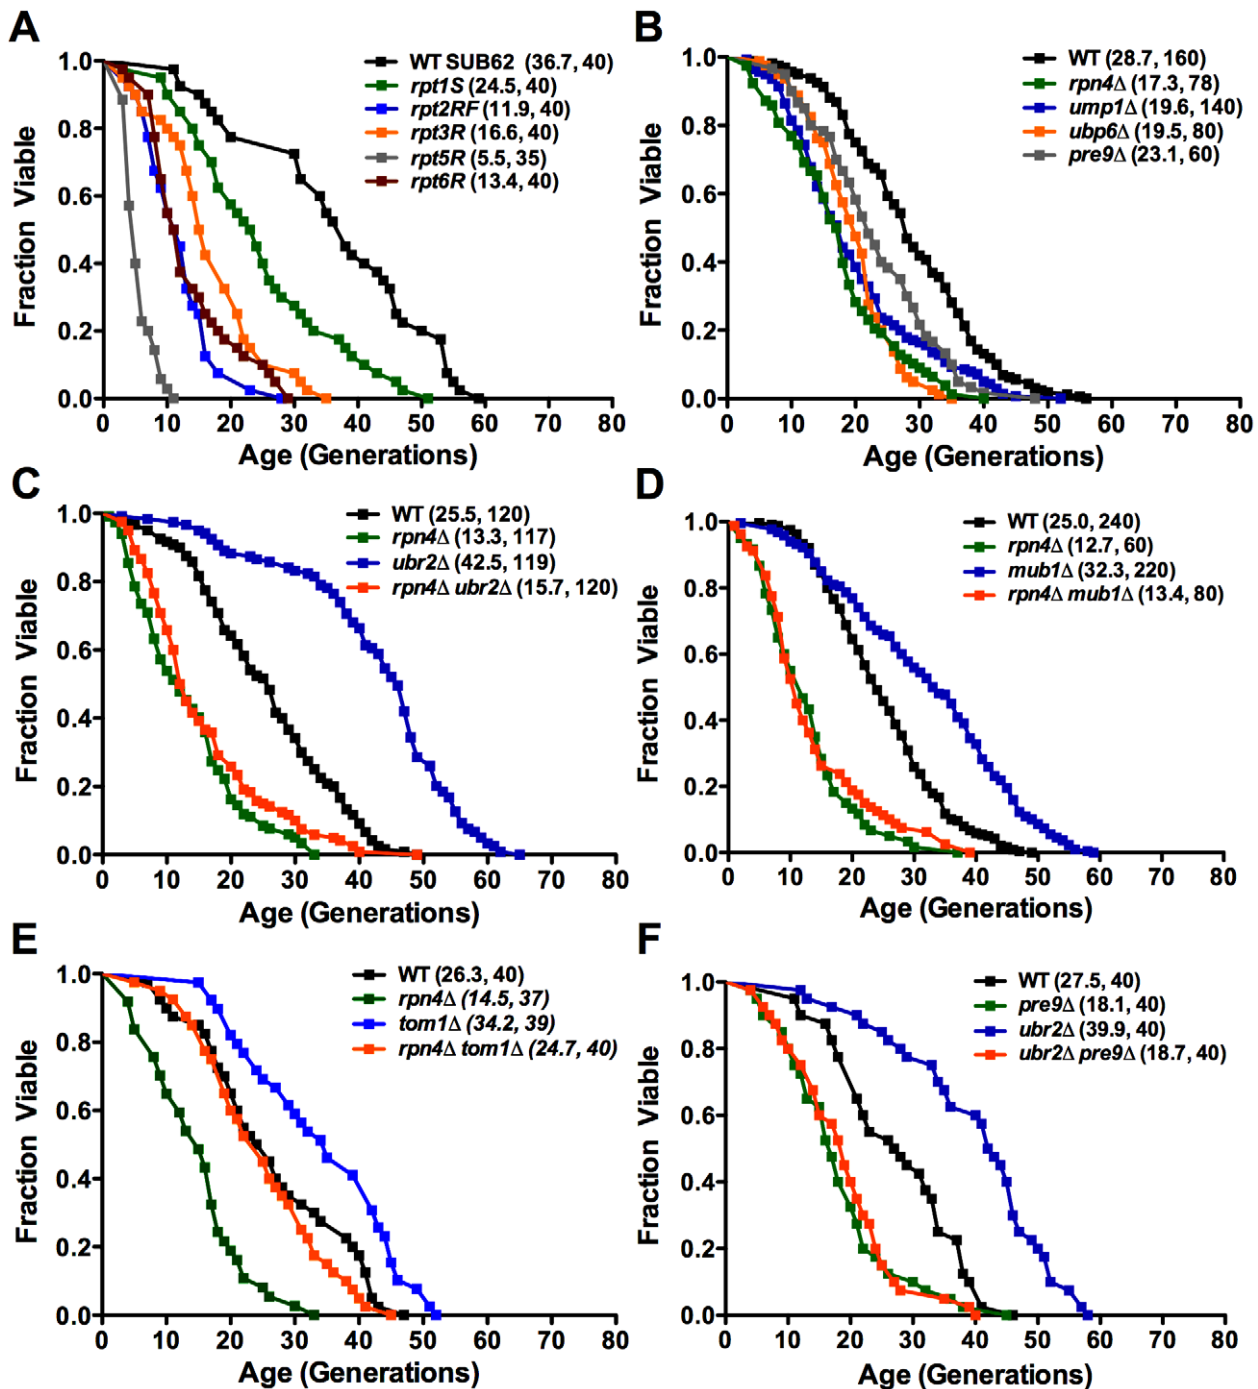 A
WT SUB62 (36.7, 40)
rpt1S (24.5, 40)
rpt2RF (11.9, 40)
rpt3R (16.6, 40)
rpt5R (5.5, 35)
rpt6R (13.4, 40)
Fraction Viable
1.0
0.8
0.6
0.4
0.2
0.0
0 10 20 30 40 50 60 70 80
Age (Generations)
B
WT (28.7, 160)
rpn4Δ (17.3, 78)
ump1Δ (19.6, 140)
ubp6Δ (19.5, 80)
pre9Δ (23.1, 60)
Fraction Viable
1.0
0.8
0.6
0.4
0.2
0.0
0 10 20 30 40 50 60 70 80
Age (Generations)
C
WT (25.5, 120)
rpn4Δ (13.3, 117)
ubr2Δ (42.5, 119)
rpn4Δ ubr2Δ (15.7, 120)
Fraction Viable
1.0
0.8
0.6
0.4
0.2
0.0
0 10 20 30 40 50 60 70 80
Age (Generations)
D
WT (25.0, 240)
rpn4Δ (12.7, 60)
mub1Δ (32.3, 220)
rpn4Δ mub1Δ (13.4, 80)
Fraction Viable
1.0
0.8
0.6
0.4
0.2
0.0
0 10 20 30 40 50 60 70 80
Age (Generations)
E
WT (26.3, 40)
rpn4Δ (14.5, 37)
tom1Δ (34.2, 39)
rpn4Δ tom1Δ (24.7, 40)
Fraction Viable
1.0
0.8
0.6
0.4
0.2
0.0
0 10 20 30 40 50 60 70 80
Age (Generations)
F
WT (27.5, 40)
pre9Δ (18.1, 40)
ubr2Δ (39.9, 40)
ubr2Δ pre9Δ (18.7, 40)
Fraction Viable
1.0
0.8
0.6
0.4
0.2
0.0
0 10 20 30 40 50 60 70 80
Age (Generations)